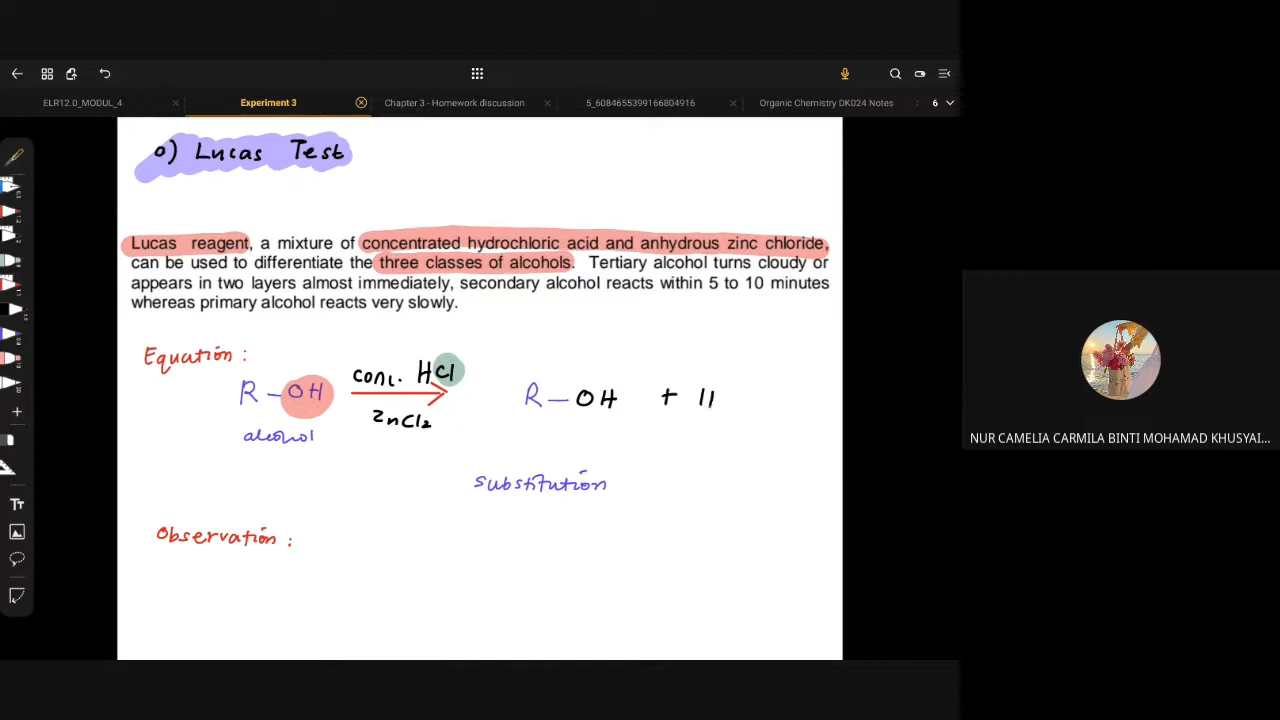 ELR12.0_MODUL_4
Experiment 3
Chapter 3 - Homework discussion
5_6084655399166804916
Organic Chemistry DK024 Notes
6
o) Lucas Test
Lucas reagent, a mixture of concentrated hydrochloric acid and anhydrous zinc chloride,
can be used to differentiate the three classes of alcohols. Tertiary alcohol turns cloudy or
appears in two layers almost immediately, secondary alcohol reacts within 5 to 10 minutes
whereas primary alcohol reacts very slowly.
Equation :
R - OH conc. HCl ZnCl2 R - OH +
alcohol
substitution
Observation :
Tt
NUR CAMELIA CARMILA BINTI MOHAMAD KHUSYAI...